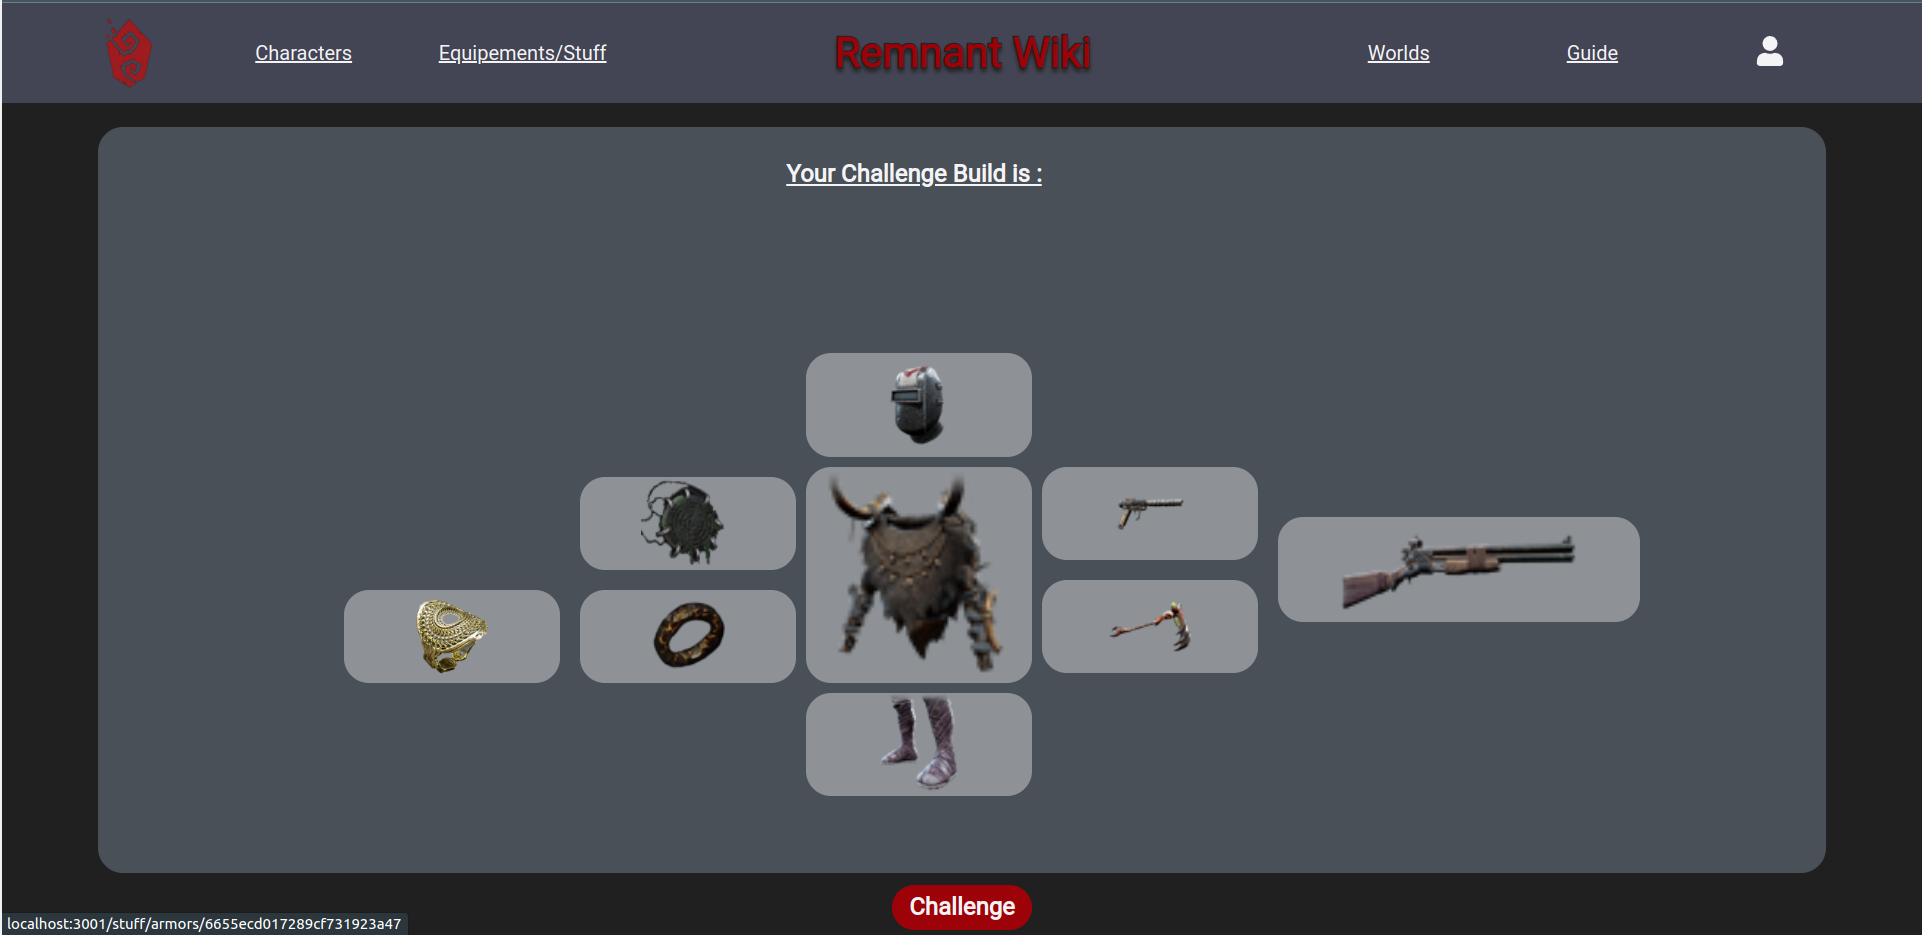 Characters
Equipements/Stuff
Remnant Wiki
Worlds
Guide
Your Challenge Build is :
Challenge
localhost:3001/stuff/armors/6655ecd017289cf731923a47